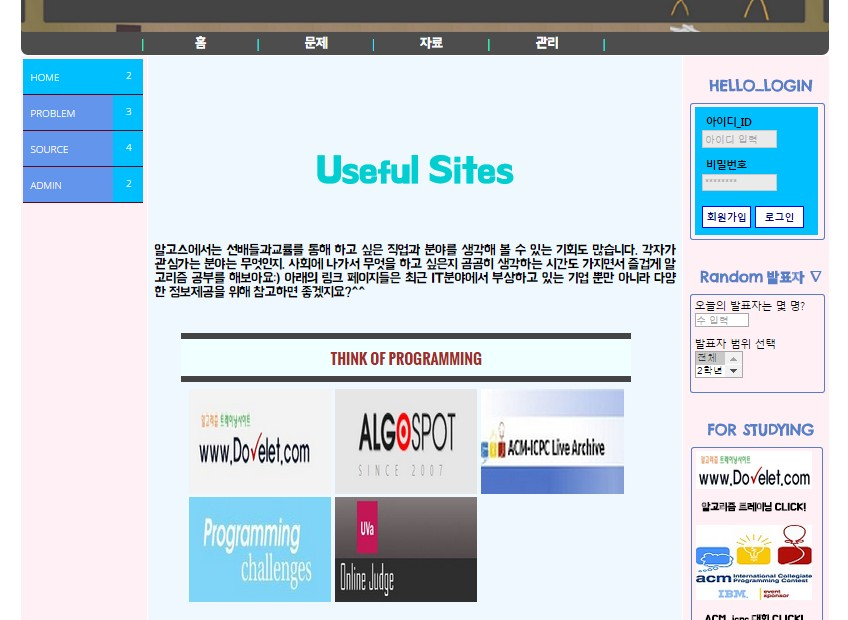 홈
문제
자료
관리
HOME 2
PROBLEM 3
SOURCE 4
ADMIN 2
Useful Sites
알고스에서는 선배들과교률를 통해 하고 싶은 직업과 분야를 생각해 볼 수 있는 기회도 많습니다. 각자가
관심가는 분야는 무엇인지. 사회에 나가서 무엇을 하고 싶은지 곰곰히 생각하는 시간도 가지면서 즐겁게 알
고리즘 공부를 해보아요:) 아래의 링크 페이지들은 최근 IT분야에서 부상하고 있는 기업 뿐만 아니라 다양
한 정보제공을 위해 참고하면 좋겠지요?^^
THINK OF PROGRAMMING
알고리즘 트레이닝사이트
www.Dovelet.com
ALGOSPOT
SINCE 2007
ACM-ICPC Live Archive
Programming
challenges
UVa
Online Judge
HELLO_LOGIN
아이디_ID
아이디 입력
비밀번호
********
회원가입
로그인
Random 발표자 ▽
오늘의 발표자는 몇 명?
수 입력
발표자 범위 선택
전체
2학년
FOR STUDYING
알고리즘 트레이닝사이트
www.Dovelet.com
알고리즘 트레이닝 CLICK!
acm International Collegiate
Programming Contest
IBM. event
sponsor
ACM_icpc 대회 CLICK!